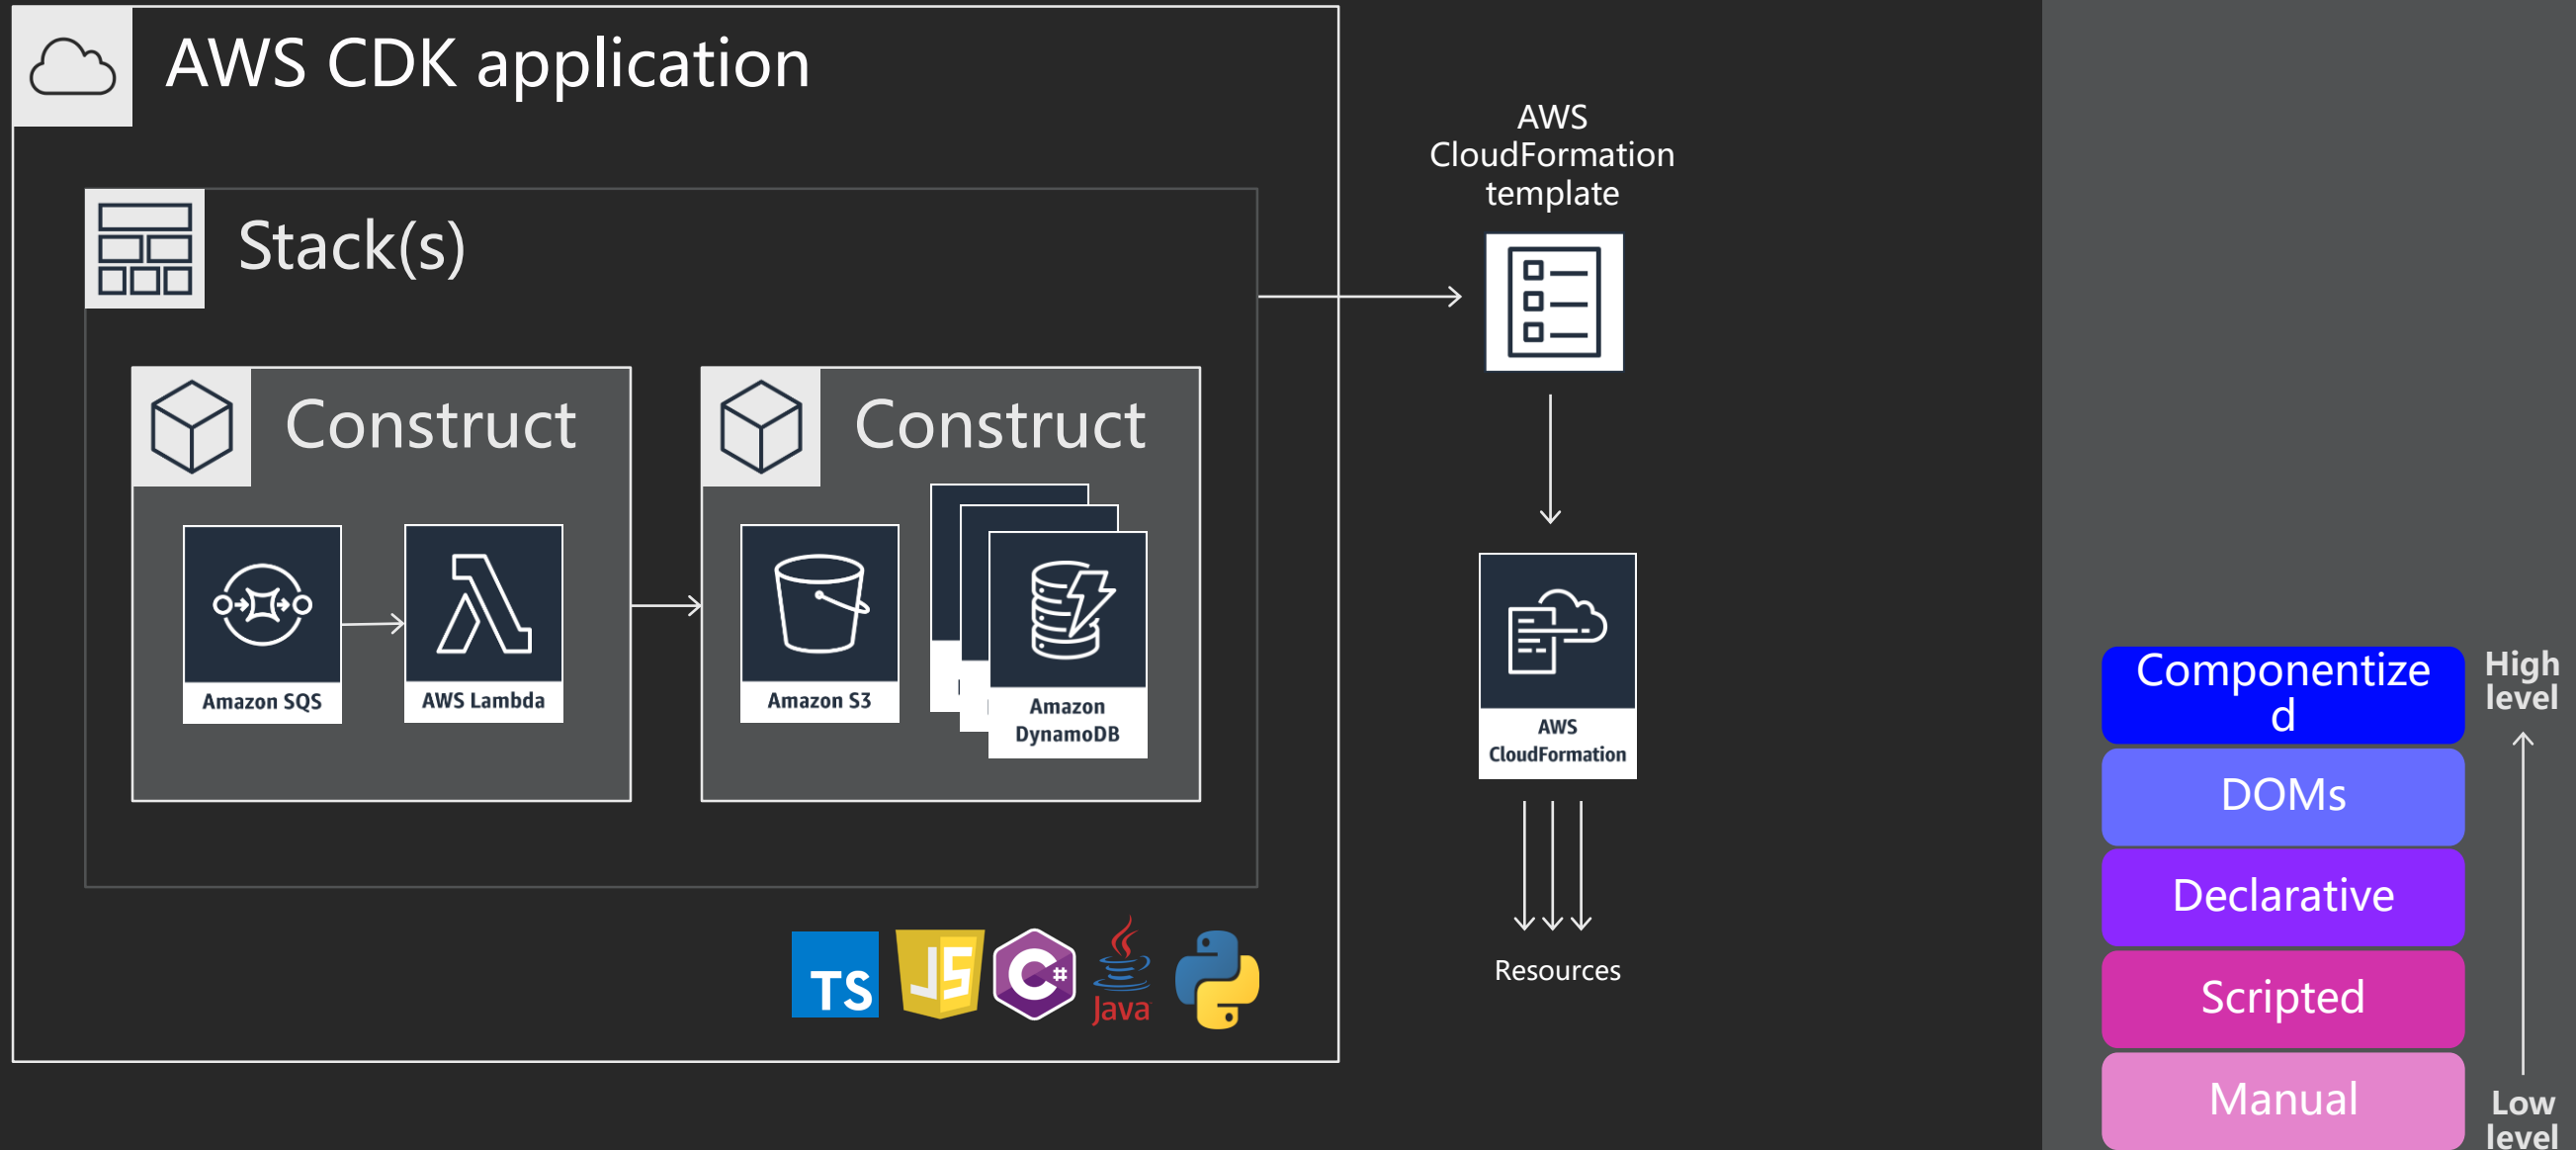 AWS CDK application
Stack(s)
Construct
Amazon SQS
AWS Lambda
Construct
Amazon S3
Amazon
DynamoDB
TS
JS
C#
Java
AWS
CloudFormation
template
AWS
CloudFormation
Resources
Componentize
d
DOMs
Declarative
Scripted
Manual
High
level
Low
level